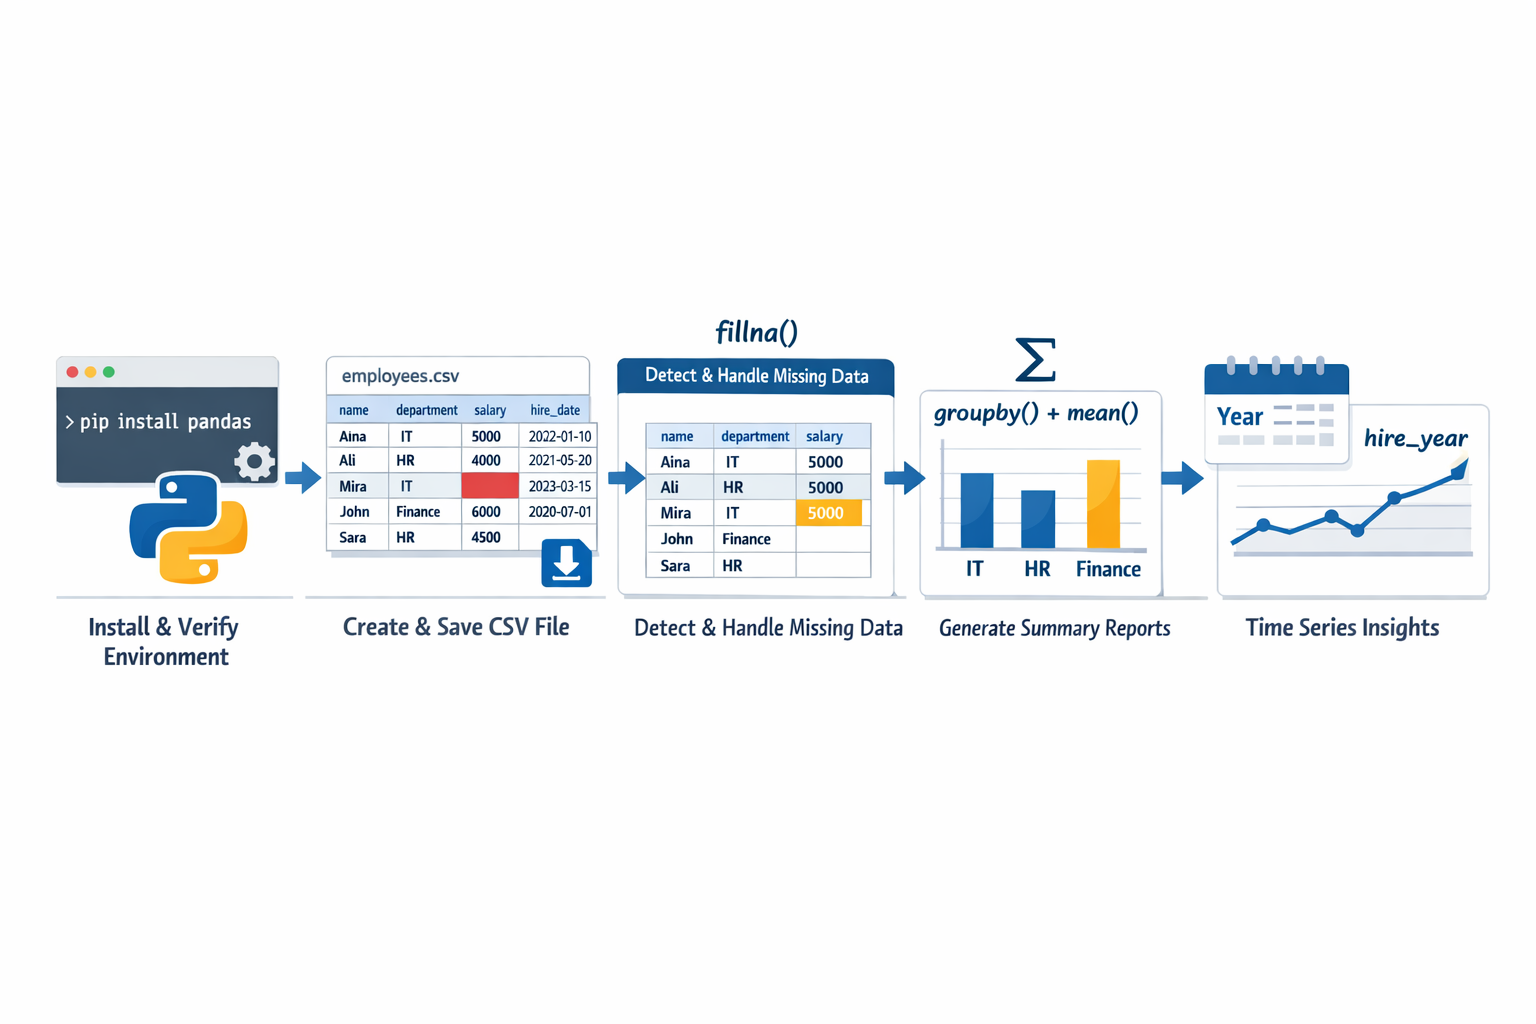 > pip install pandas
Install & Verify
Environment
employees.csv
name department salary hire_date
Aina IT 5000 2022-01-10
Ali HR 4000 2021-05-20
Mira IT 2023-03-15
John Finance 6000 2020-07-01
Sara HR 4500
Create & Save CSV File
fillna()
Detect & Handle Missing Data
name department salary
Aina IT 5000
Ali HR 5000
Mira IT 5000
John Finance
Sara HR
Detect & Handle Missing Data
Σ
groupby() + mean()
IT HR Finance
Generate Summary Reports
Year
hire_year
Time Series Insights